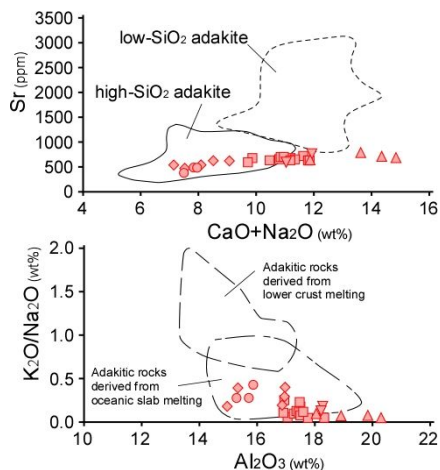 low-SiO₂ adakite
3500
3000
2500
2000
1500
1000
500
0
Sr (ppm)
high-SiO₂ adakite
4 6 8 10 12 14 16
CaO+Na₂O (wt%)
2.0
1.5
1.0
0.5
0.0
K₂O/Na₂O (wt%)
Adakitic rocks
derived from
lower crust melting
Adakitic rocks
derived from
oceanic slab melting
10 12 14 16 18 20 22
Al₂O₃ (wt%)